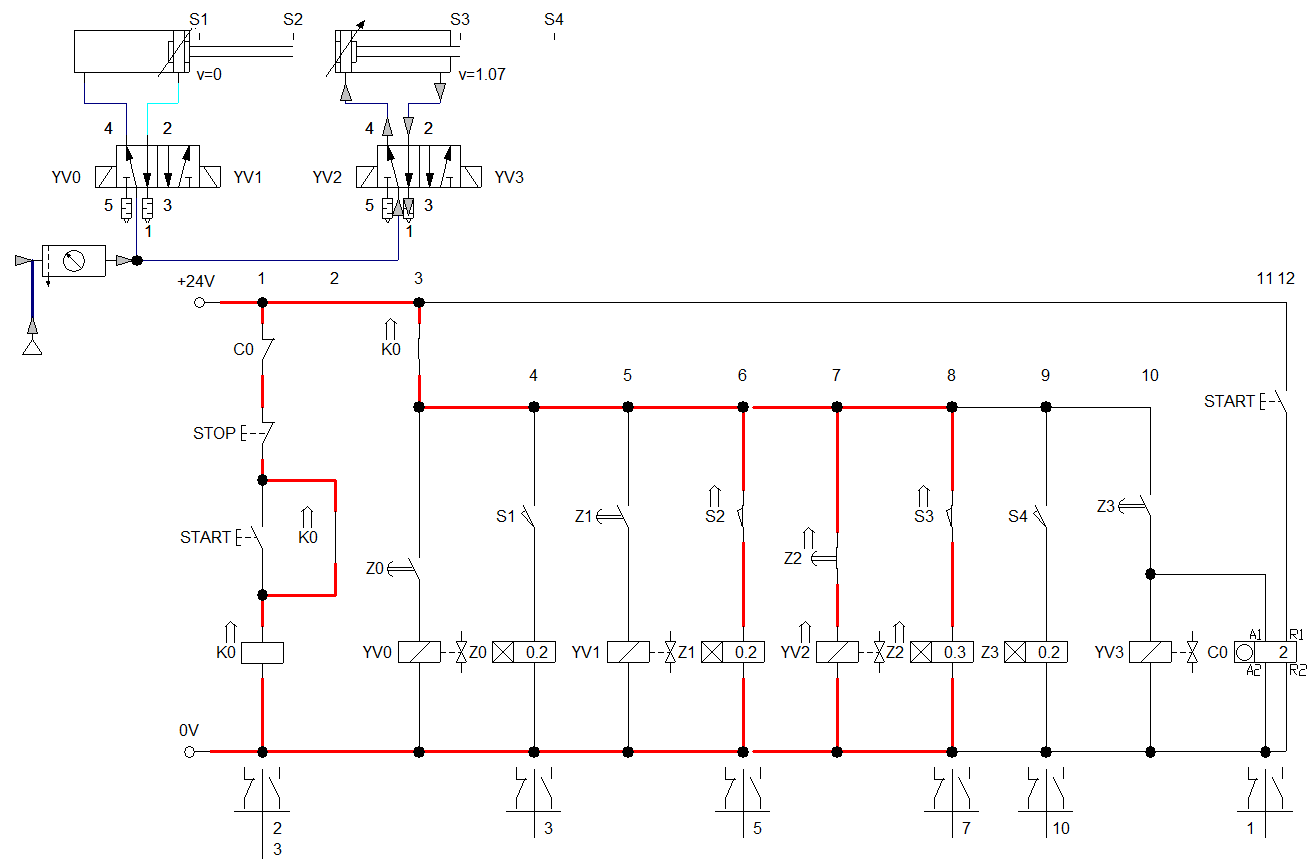 S1 S2 S3 S4
v=0 v=1.07
4 2 4 2
YV0 YV1 YV2 YV3
5 3 5 3
1 1
+24V 1 2 3 11 12
C0 K0
4 5 6 7 8 9 10
START
STOP
S1 Z1 S2 S3 S4 Z3
START K0 Z2
Z0
A1 R1
K0 YV0 Z0 0.2 YV1 Z1 0.2 YV2 Z2 0.3 Z3 0.2 YV3 C0 2
A2 R2
0V
2 3 5 7 10 1
3